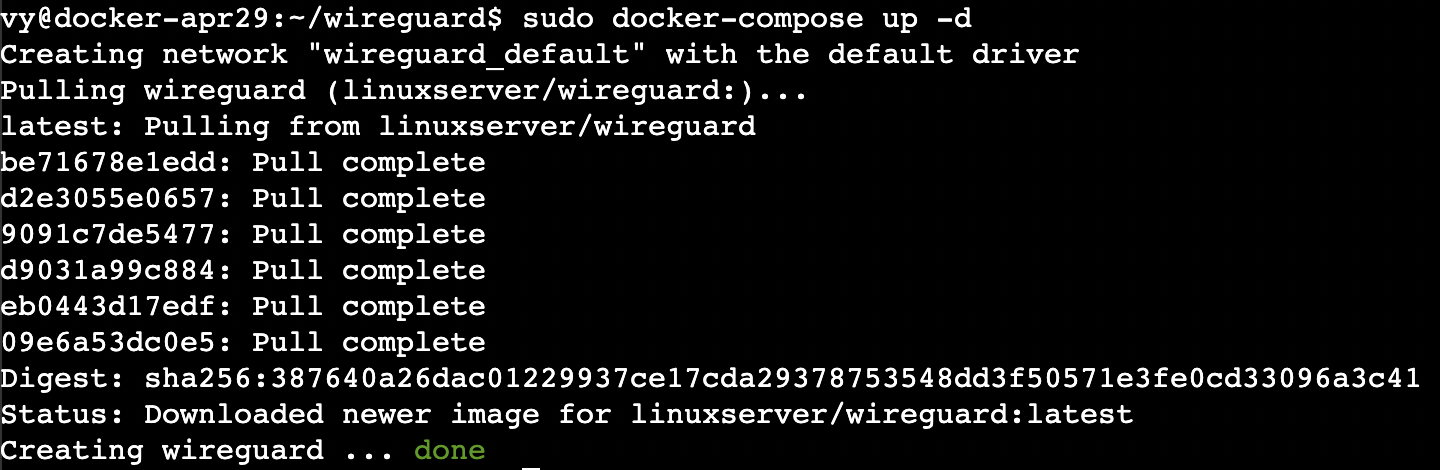 vy@docker-apr29:~/wireguard$ sudo docker-compose up -d
Creating network "wireguard_default" with the default driver
Pulling wireguard (linuxserver/wireguard:)...
latest: Pulling from linuxserver/wireguard
be71678e1edd: Pull complete
d2e3055e0657: Pull complete
9091c7de5477: Pull complete
d9031a99c884: Pull complete
eb0443d17edf: Pull complete
09e6a53dc0e5: Pull complete
Digest: sha256:387640a26dac01229937ce17cda29378753548dd3f50571e3fe0cd33096a3c41
Status: Downloaded newer image for linuxserver/wireguard:latest
Creating wireguard ... done